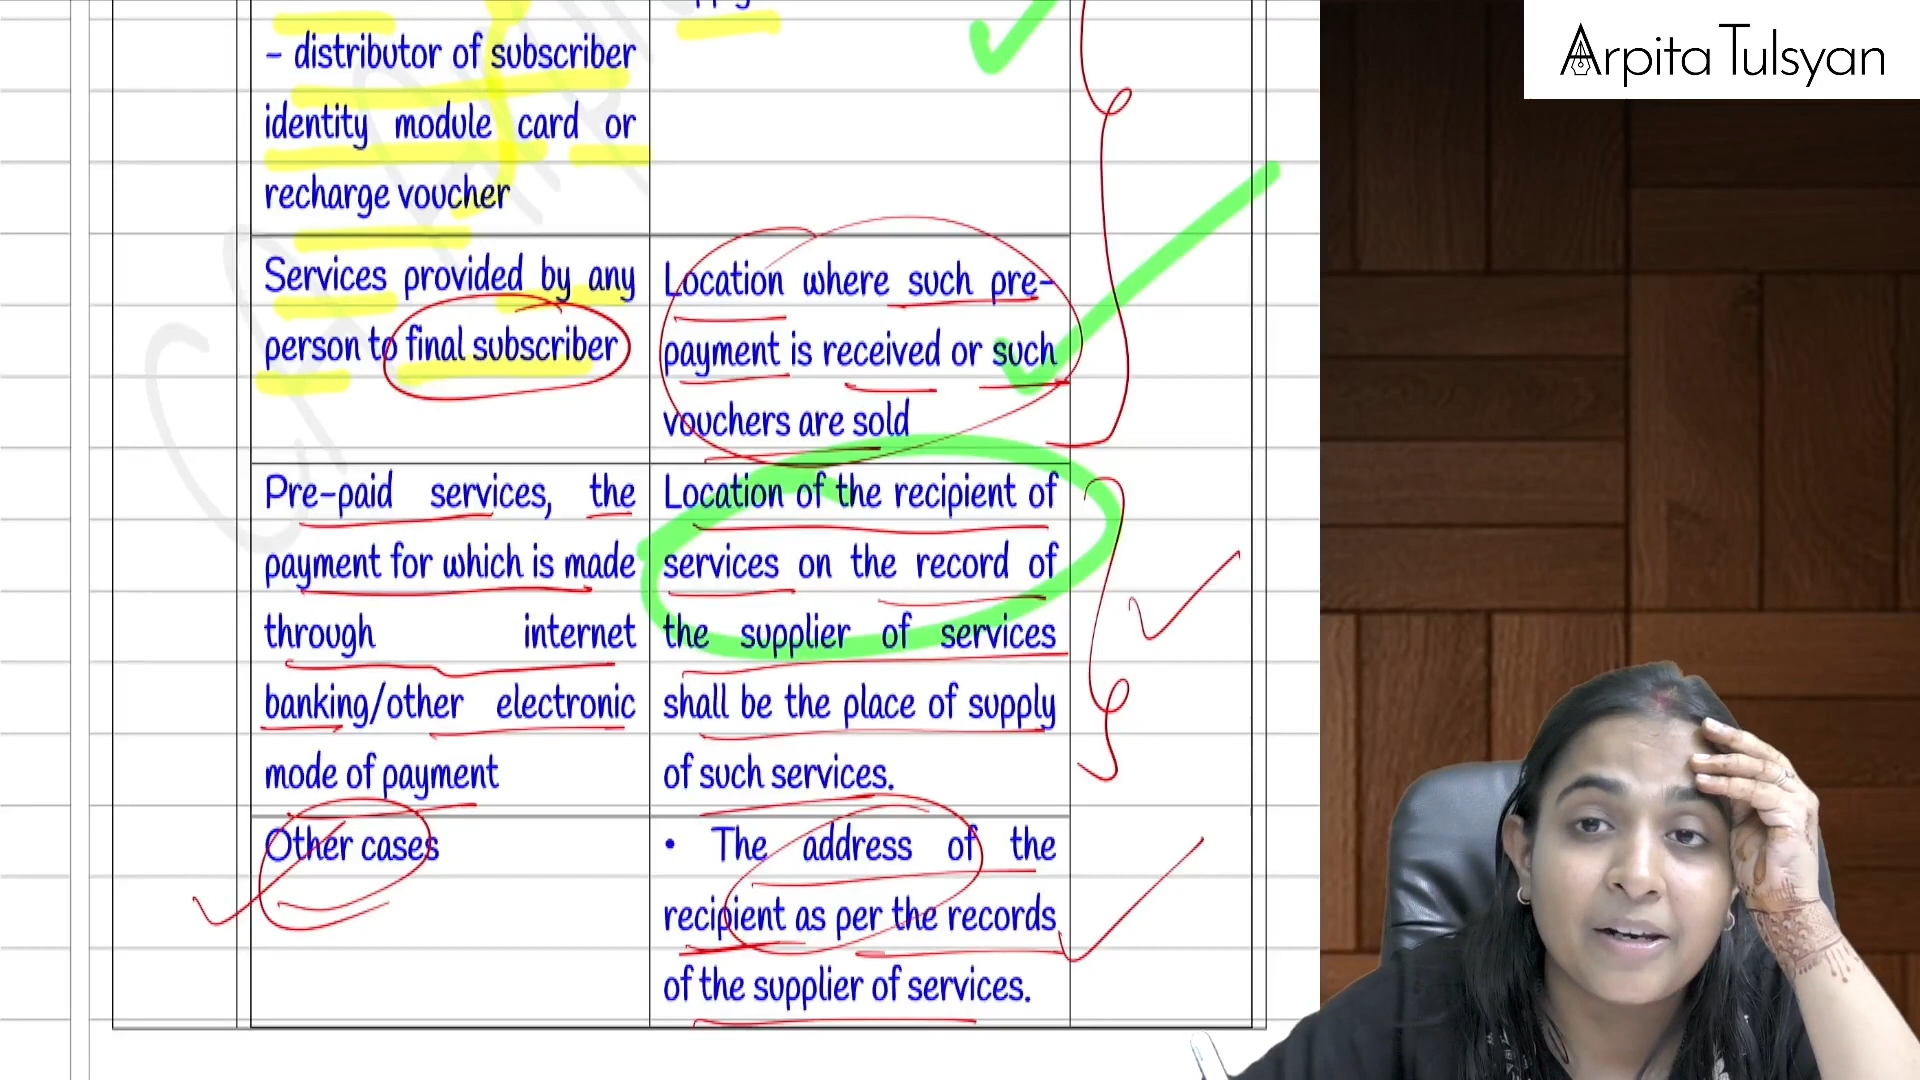 Arpita Tulsyan
– distributor of subscriber
identity module card or
recharge voucher
Services provided by any
person to final subscriber
Location where such pre-
payment is received or such
vouchers are sold
Pre-paid services, the
payment for which is made
through internet
banking/other electronic
mode of payment
Location of the recipient of
services on the record of
the supplier of services
shall be the place of supply
of such services.
Other cases
• The address of the
recipient as per the records
of the supplier of services.